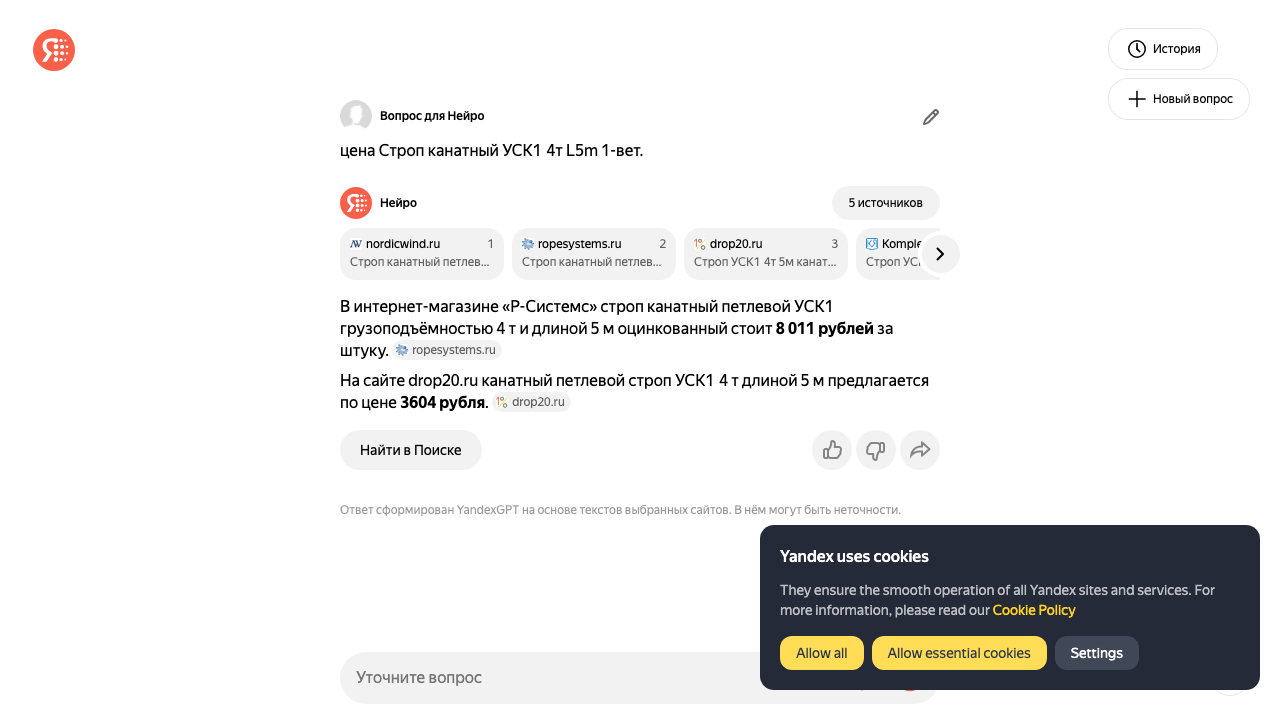 История
Новый вопрос
Вопрос для Нейро
цена Строп канатный УСК1 4т L5m 1-вет.
Нейро
5 источников
nordicwind.ru 1
Строп канатный петлев...
ropesystems.ru 2
Строп канатный петлев...
drop20.ru 3
Строп УСК1 4т 5м канат...
В интернет-магазине «Р-Системс» строп канатный петлевой УСК1
грузоподъёмностью 4 т и длиной 5 м оцинкованный стоит 8 011 рублей за
штуку. ropesystems.ru
На сайте drop20.ru канатный петлевой строп УСК1 4 т длиной 5 м предлагается
по цене 3604 рубля. drop20.ru
Найти в Поиске
Ответ сформирован YandexGPT на основе текстов выбранных сайтов. В нём могут быть неточности.
Yandex uses cookies
They ensure the smooth operation of all Yandex sites and services. For
more information, please read our Cookie Policy
Allow all
Allow essential cookies
Settings
Уточните вопрос